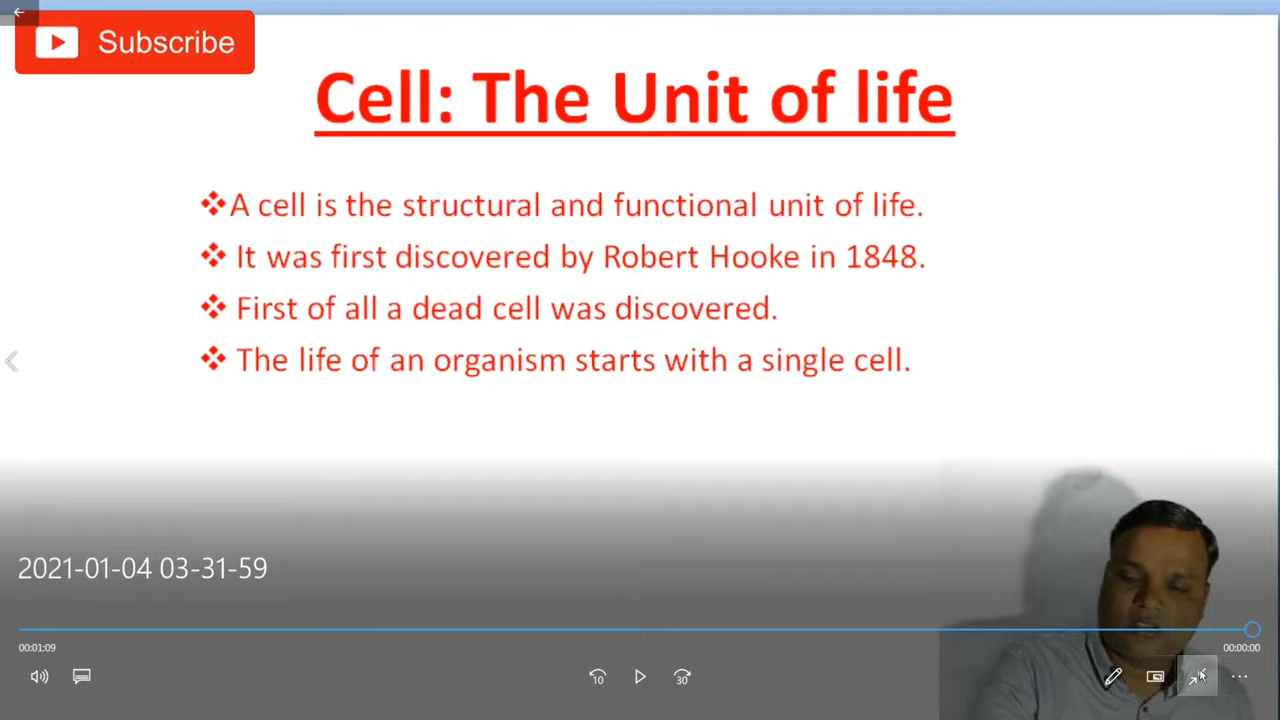 Subscribe
Cell: The Unit of life
❖A cell is the structural and functional unit of life.
❖ It was first discovered by Robert Hooke in 1848.
❖ First of all a dead cell was discovered.
❖ The life of an organism starts with a single cell.
2021-01-04 03-31-59
00:01:09
00:00:00
10
30